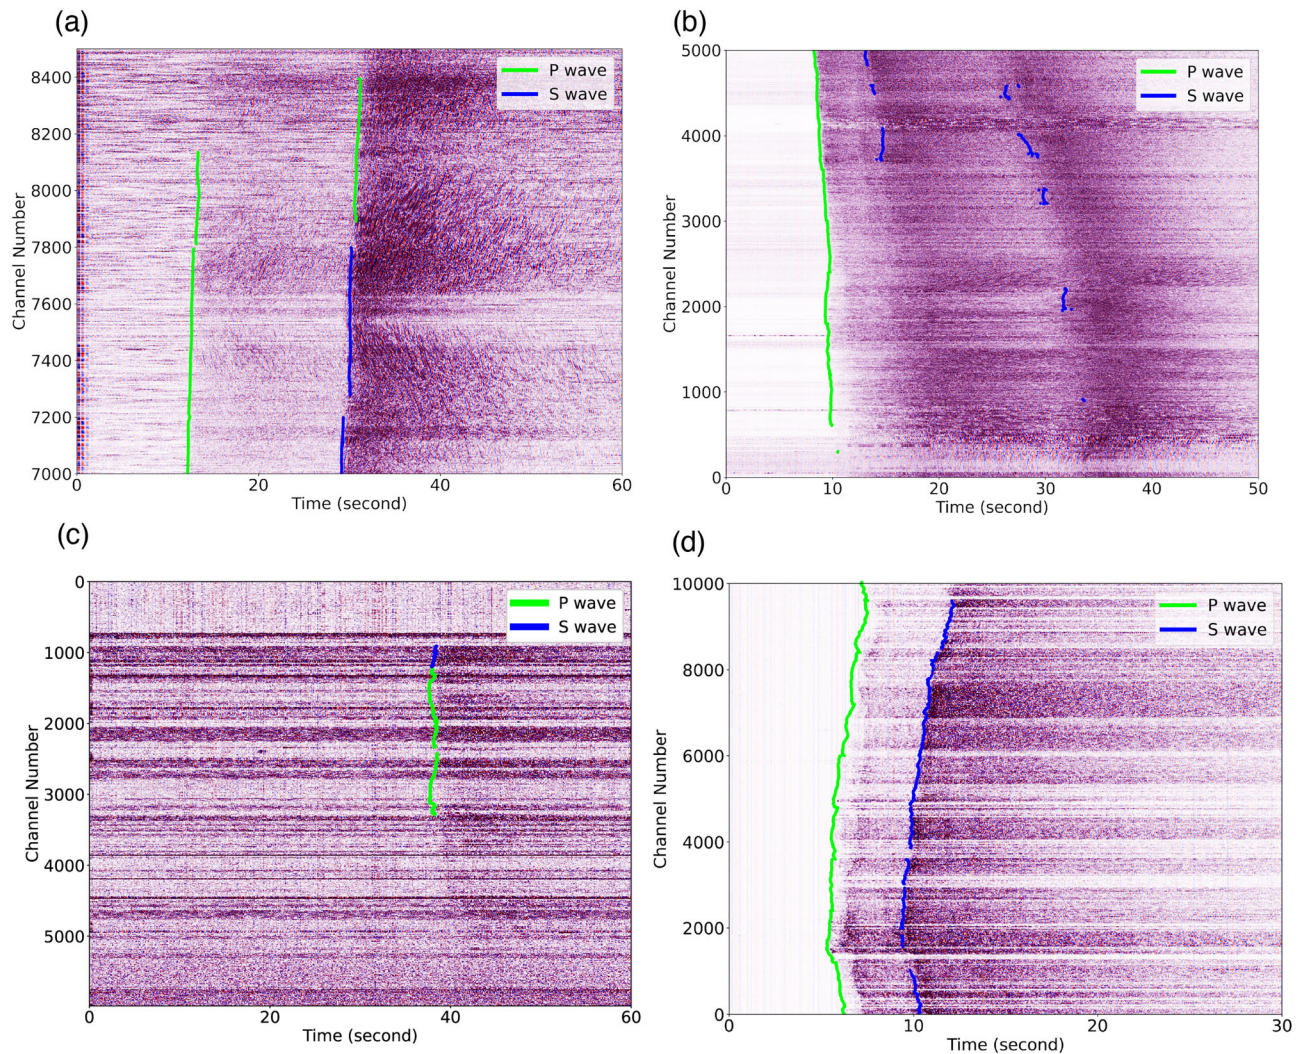 (a)
P wave
S wave
8400
8200
8000
7800
7600
7400
7200
7000
Channel Number
0
20
40
60
Time (second)
(b)
P wave
S wave
5000
4000
3000
2000
1000
0
Channel Number
0
10
20
30
40
50
Time (second)
(c)
P wave
S wave
0
1000
2000
3000
4000
5000
Channel Number
0
20
40
60
Time (second)
(d)
P wave
S wave
10000
8000
6000
4000
2000
0
Channel Number
0
10
20
30
Time (second)